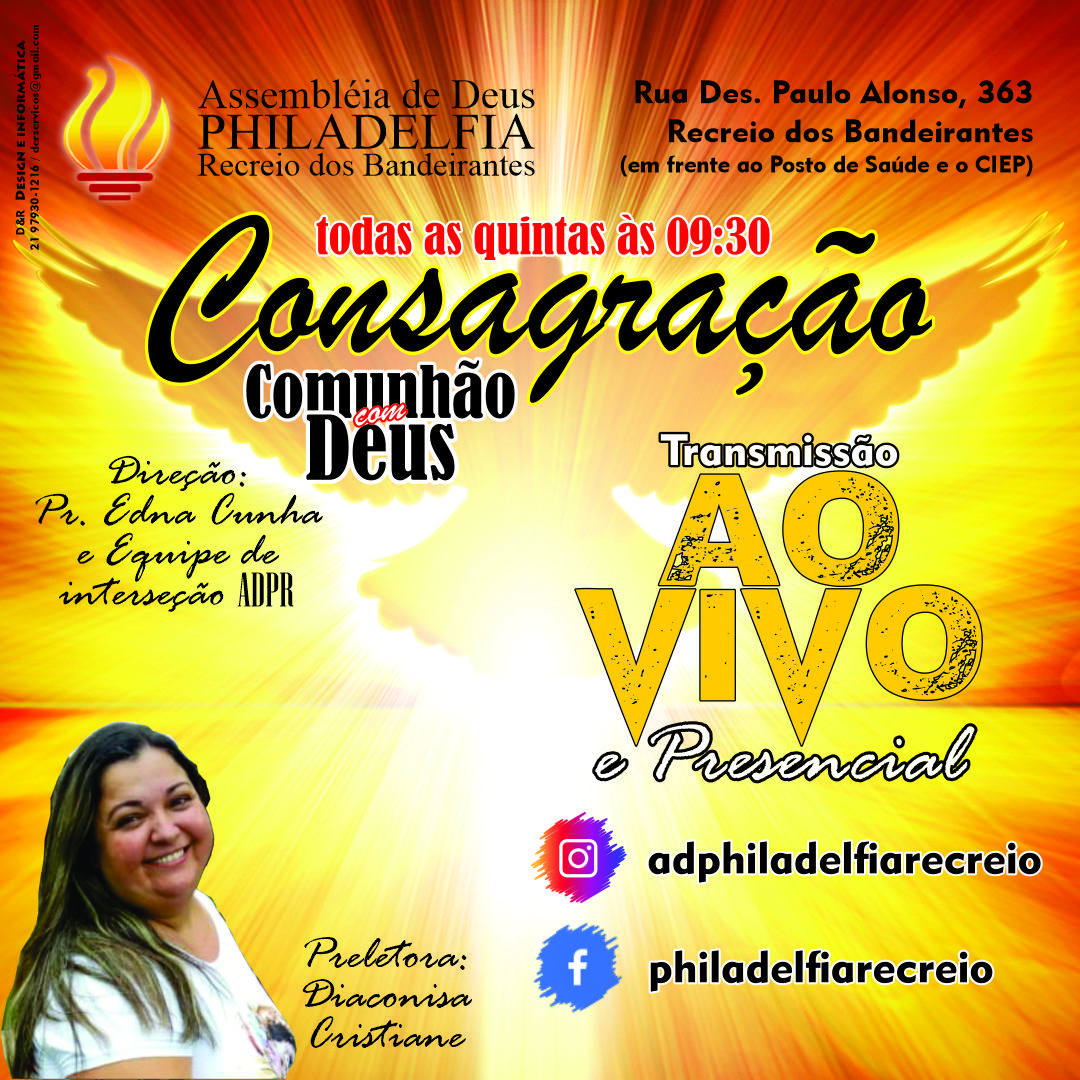 D&R DESIGN E INFORMÁTICA
21 97930-1216 / derservicos@gmail.com
Assembléia de Deus
PHILADELFIA
Recreio dos Bandeirantes
Rua Des. Paulo Alonso, 363
Recreio dos Bandeirantes
(em frente ao Posto de Saúde e o CIEP)
todas as quintas às 09:30
Consagração
Comunhão
com
Deus
Direção:
Pr. Edna Cunha
e Equipe de
interseção ADPR
Transmissão
AO
VIVO
e Presencial
adphiladelfiarecreio
philadelfiarecreio
Preletora:
Diaconisa
Cristiane